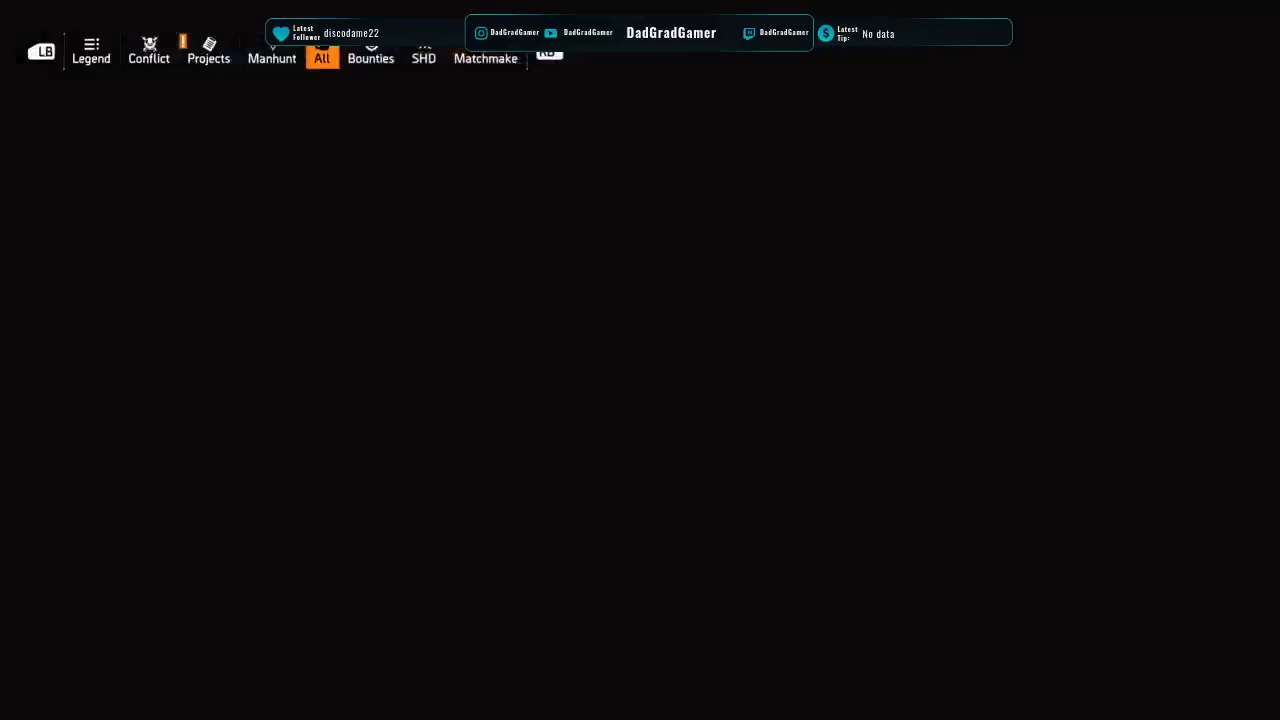 Latest Follower discodame22
DadGradGamer DadGradGamer DadGradGamer DadGradGamer
Latest Tip: No data
LB Legend Conflict Projects Manhunt All Bounties SHD Matchmake RB